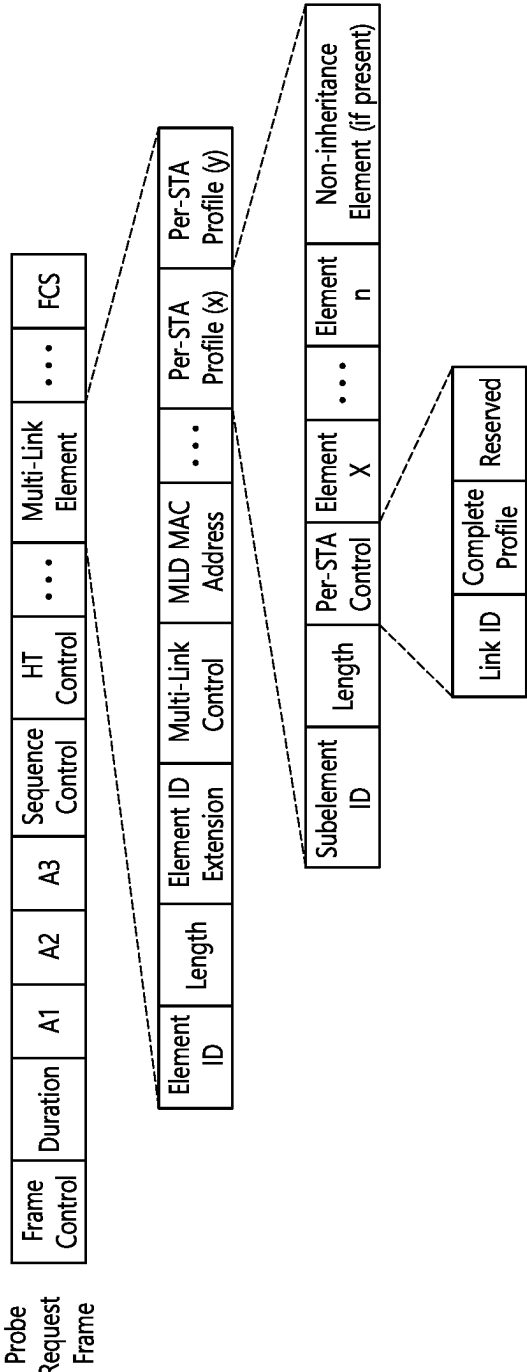 Probe
Request
Frame
Frame
Control
Duration
A1
A2
A3
Sequence
Control
HT
Control
...
Multi-Link
Element
...
FCS
Element
ID
Length
Element ID
Extension
Multi-Link
Control
MLD MAC
Address
...
Per-STA
Profile (x)
Per-STA
Profile (y)
Subelement
ID
Length
Per-STA
Control
Element
X
...
Element
n
Non-inheritance
Element (if present)
Link ID
Complete
Profile
Reserved